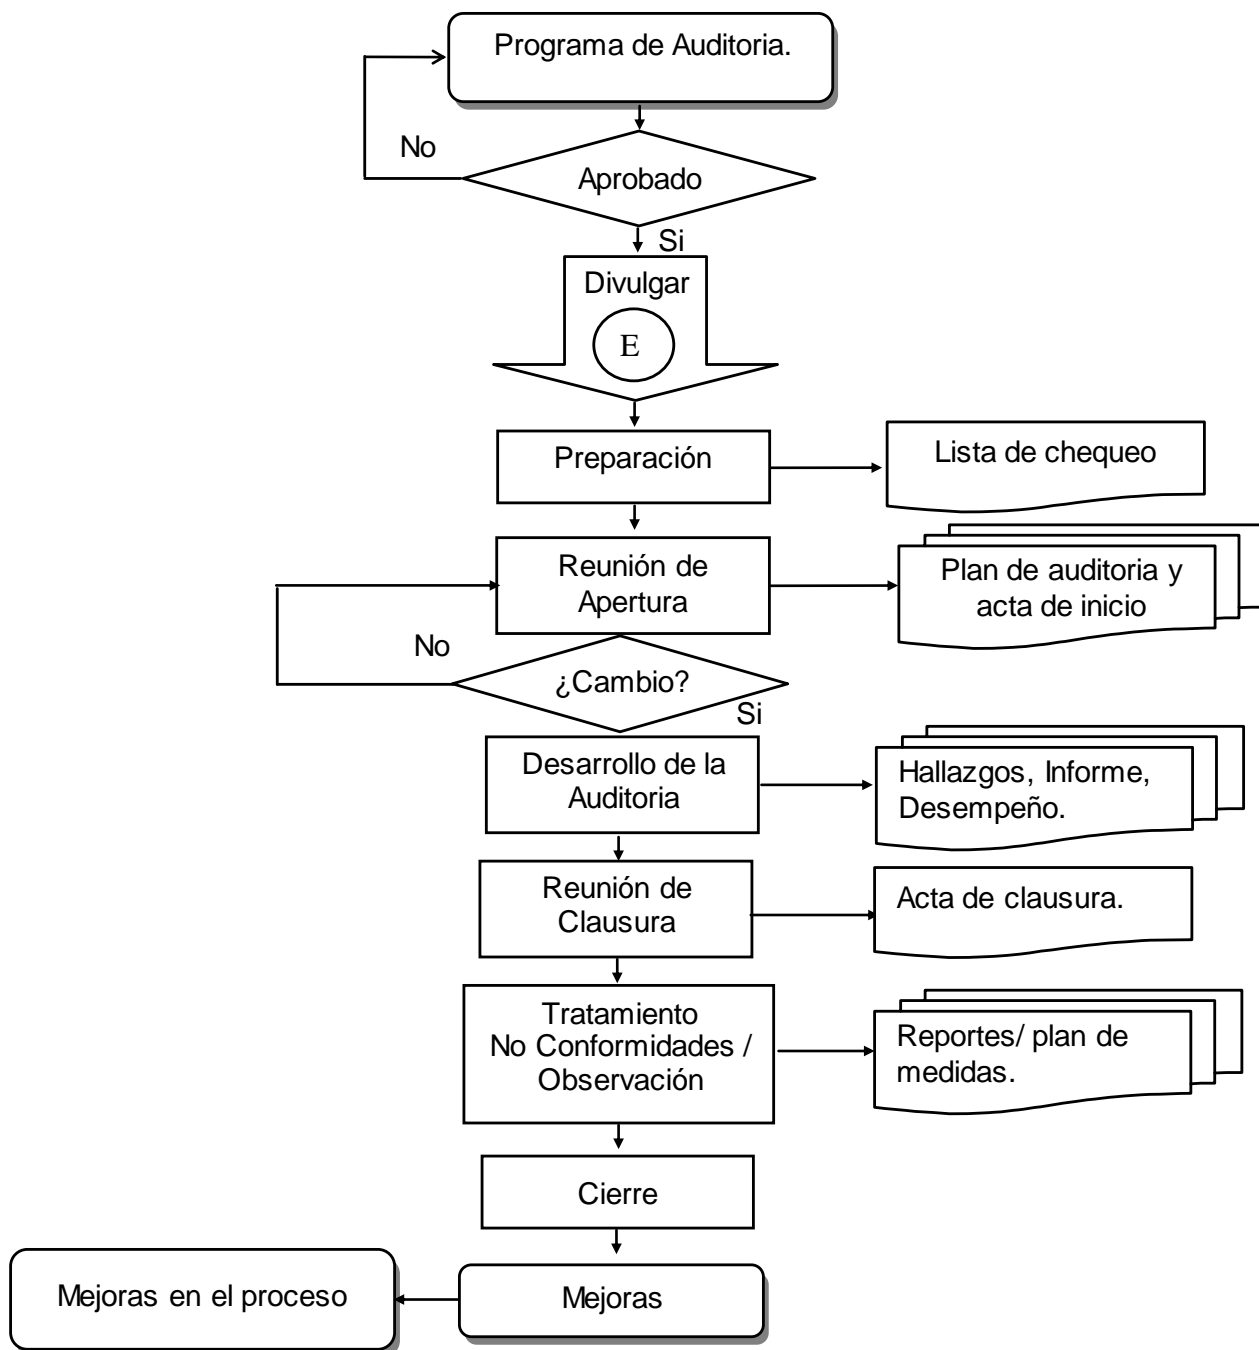 Programa de Auditoria.
No
Aprobado
Si
Divulgar
E
Preparación
Lista de chequeo
Reunión de
Apertura
Plan de auditoria y
acta de inicio
No
¿Cambio?
Si
Desarrollo de la
Auditoria
Hallazgos, Informe,
Desempeño.
Reunión de
Clausura
Acta de clausura.
Tratamiento
No Conformidades /
Observación
Reportes/ plan de
medidas.
Cierre
Mejoras en el proceso
Mejoras